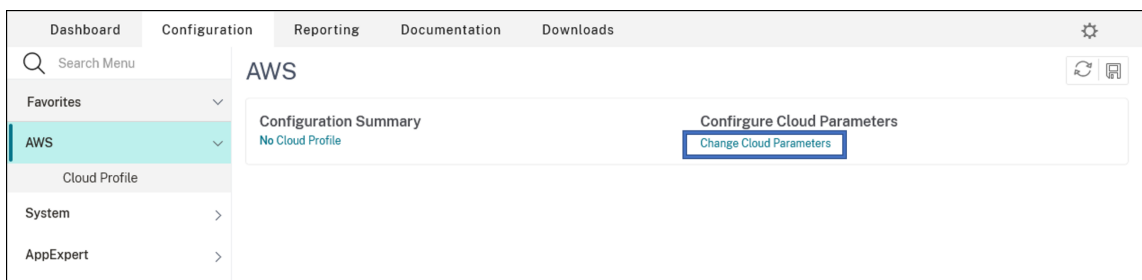 Dashboard Configuration Reporting Documentation Downloads
Search Menu
AWS
Favorites
Configuration Summary Confirgure Cloud Parameters
AWS No Cloud Profile Change Cloud Parameters
Cloud Profile
System
AppExpert